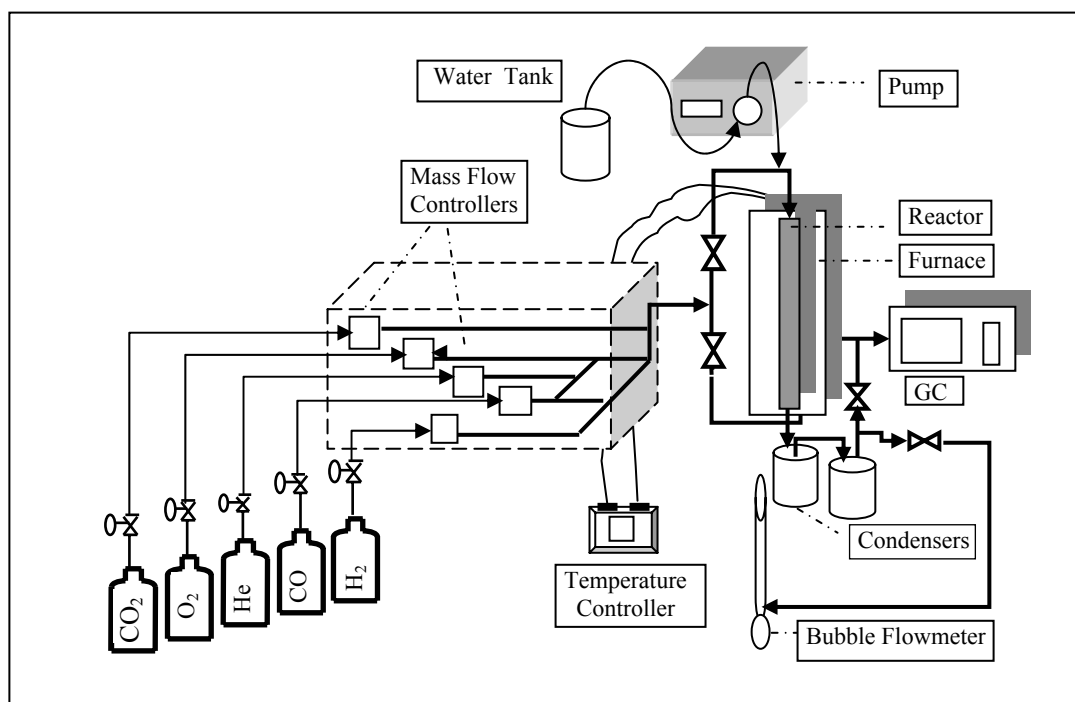 Water Tank
Pump
Mass Flow
Controllers
Reactor
Furnace
GC
Condensers
Temperature
Controller
Bubble Flowmeter
CO2
O2
He
CO
H2